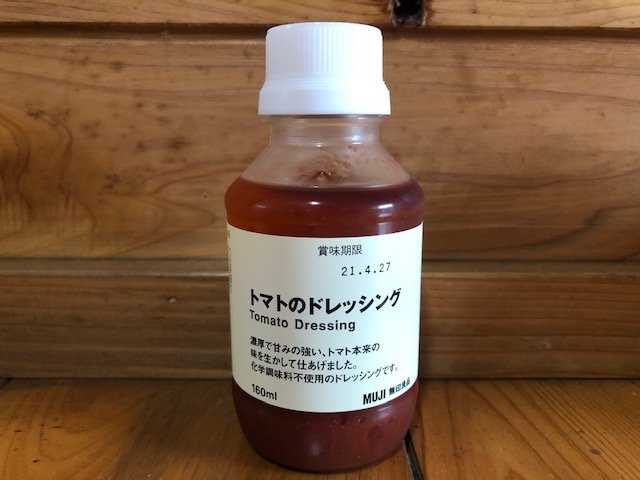 賞味期限
21.4.27
トマトのドレッシング
Tomato Dressing
濃厚で甘みの強い、トマト本来の
味を生かして仕あげました。
化学調味料不使用のドレッシングです。
160ml
MUJI 無印良品